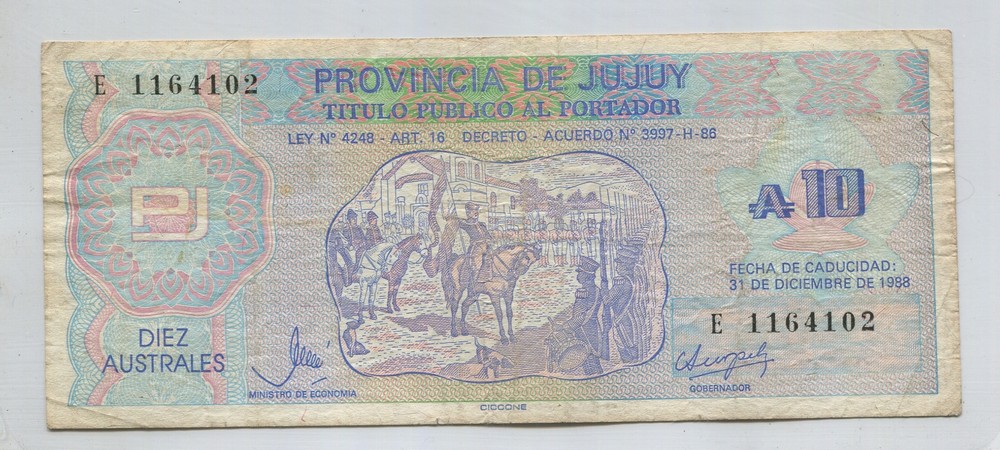 E 1164102
PROVINCIA DE JUJUY
TITULO PUBLICO AL PORTADOR
LEY Nº 4248 - ART. 16 DECRETO - ACUERDO Nº 3997-H-86
PJ
₳ 10
FECHA DE CADUCIDAD:
31 DE DICIEMBRE DE 1988
E 1164102
DIEZ
AUSTRALES
MINISTRO DE ECONOMIA
GOBERNADOR
CICCONE